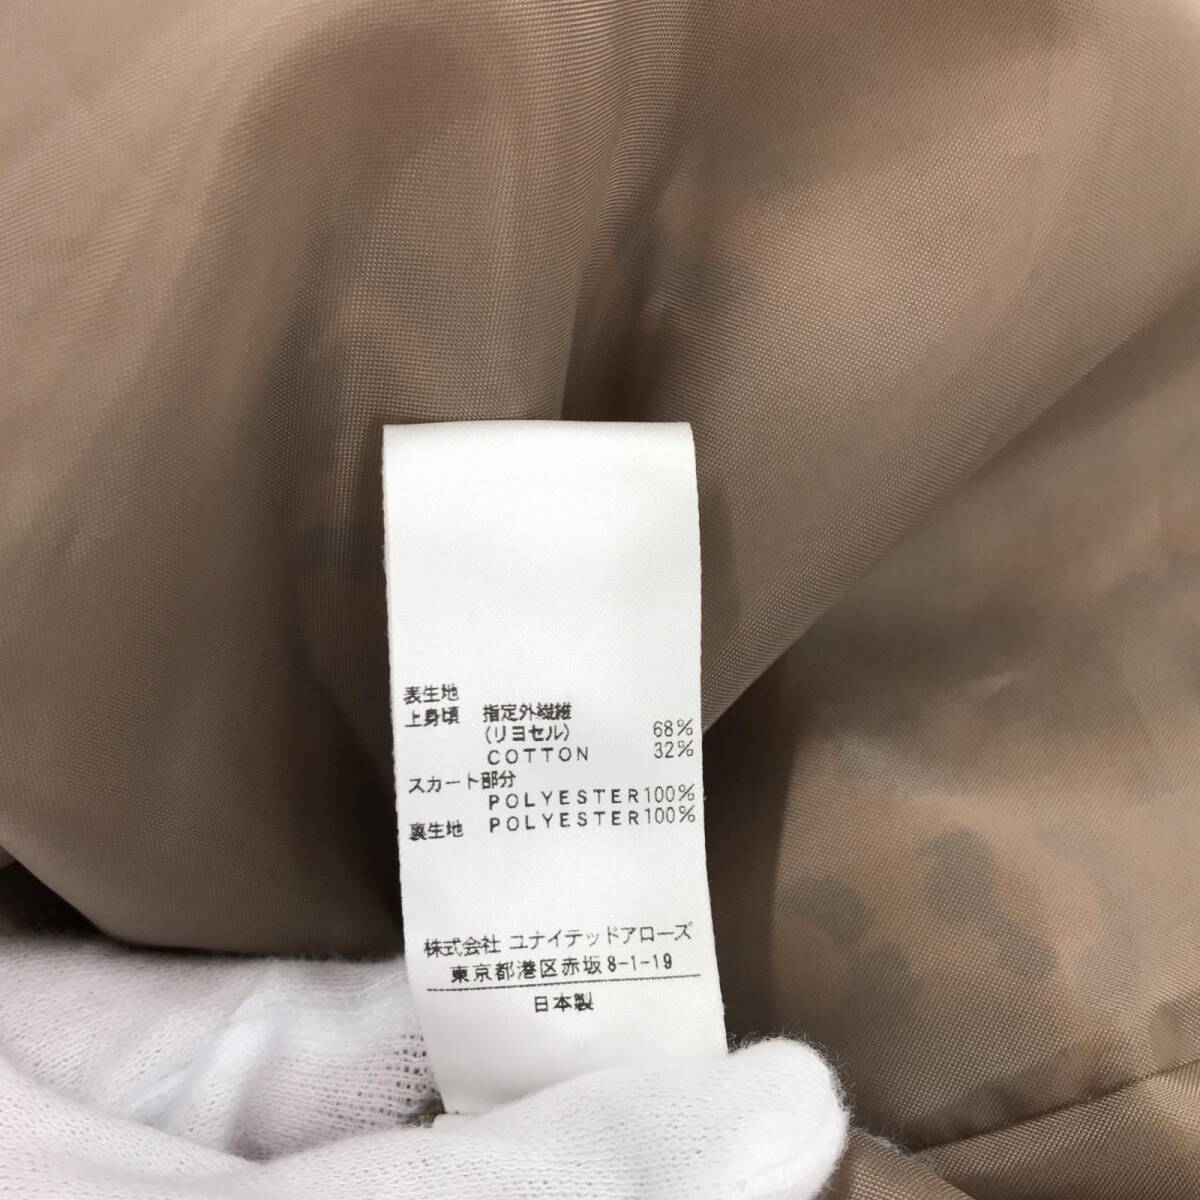 表生地
上身頃 指定外繊維
(リヨセル) 68%
COTTON 32%
スカート部分
POLYESTER100%
裏生地 POLYESTER100%
株式会社 ユナイテッドアローズ
東京都港区赤坂8-1-19
日本製